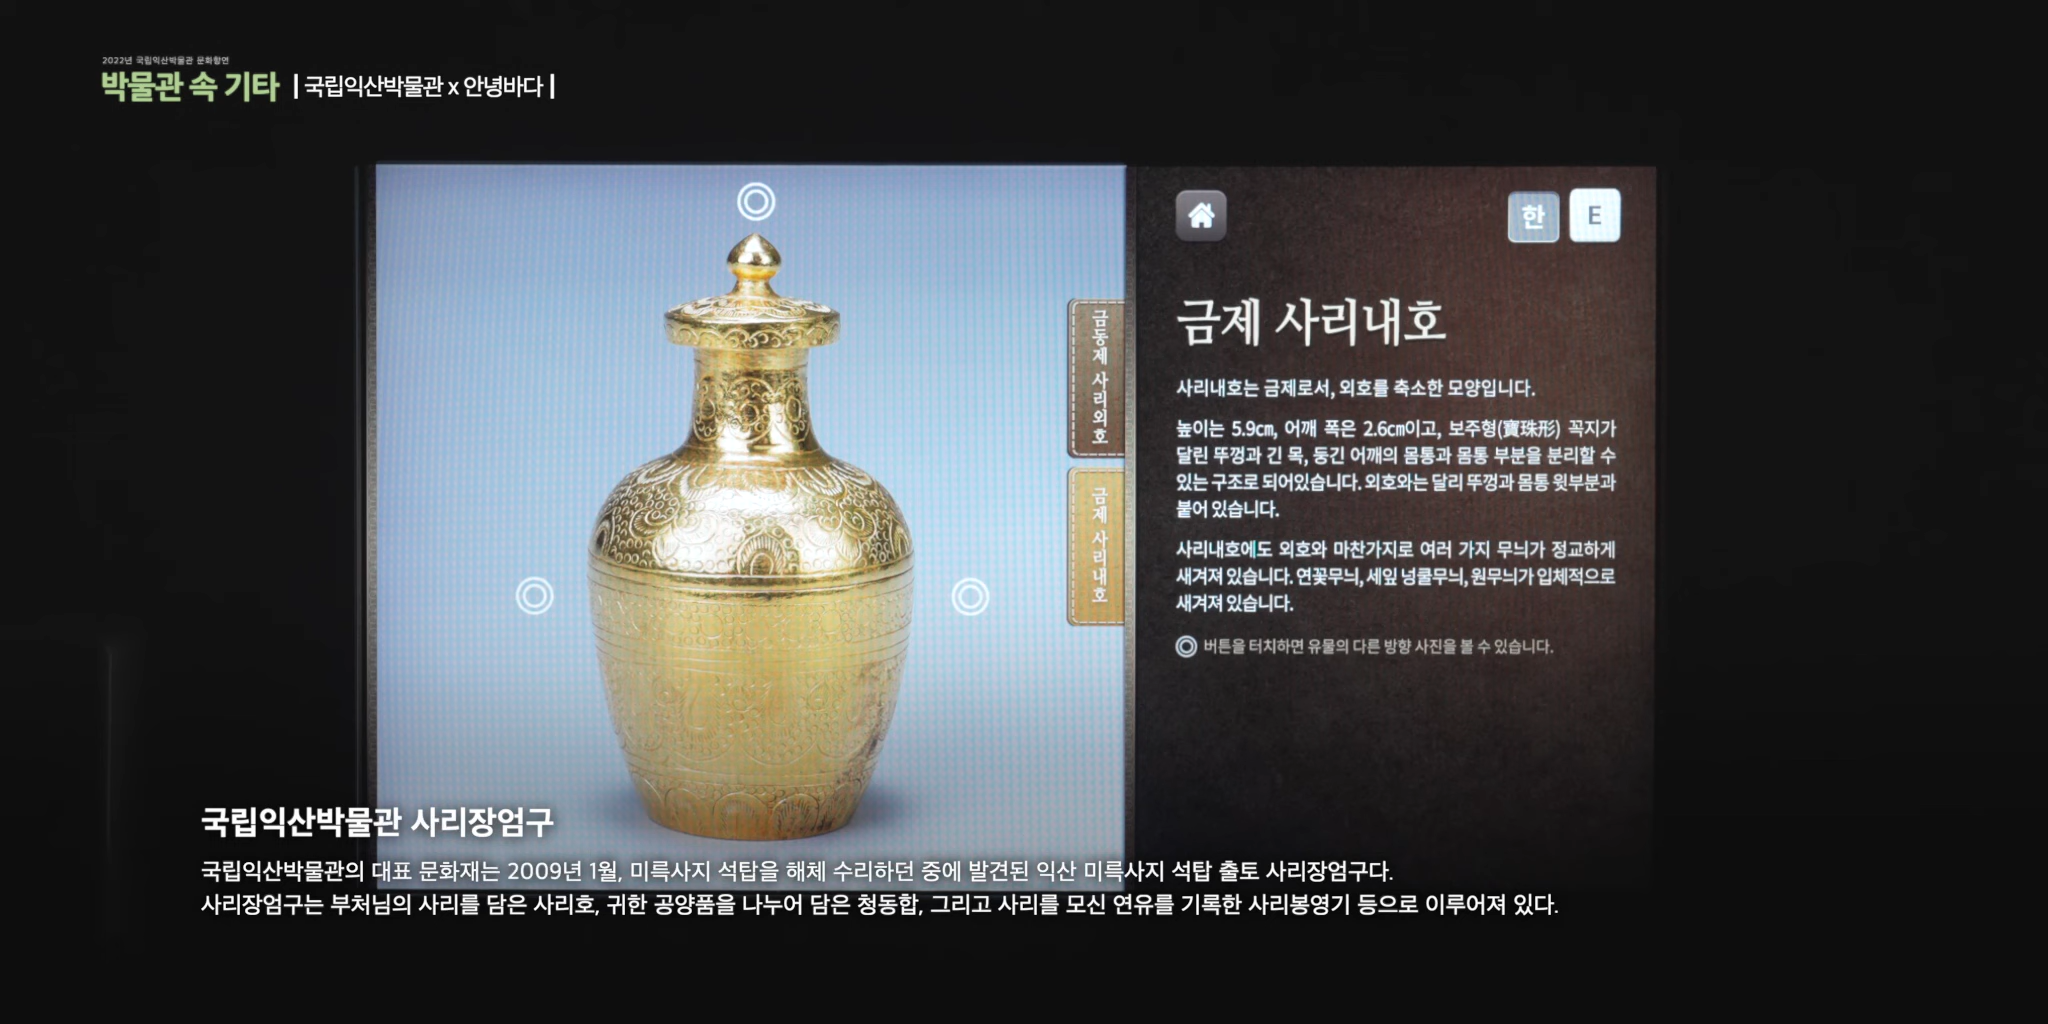 2022년 국립익산박물관 문화향연
박물관 속 기타 | 국립익산박물관 x 안녕바다 |
한 E
금동제 사리외호
금제 사리내호
금제 사리내호
사리내호는 금제로서, 외호를 축소한 모양입니다.
높이는 5.9㎝, 어깨 폭은 2.6㎝이고, 보주형(寶珠形) 꼭지가
달린 뚜껑과 긴 목, 둥긴 어깨의 몸통과 몸통 부분을 분리할 수
있는 구조로 되어있습니다. 외호와는 달리 뚜껑과 몸통 윗부분과
붙어 있습니다.
사리내호에도 외호와 마찬가지로 여러 가지 무늬가 정교하게
새겨져 있습니다. 연꽃무늬, 세잎 넝쿨무늬, 원무늬가 입체적으로
새겨져 있습니다.
버튼을 터치하면 유물의 다른 방향 사진을 볼 수 있습니다.
국립익산박물관 사리장엄구
국립익산박물관의 대표 문화재는 2009년 1월, 미륵사지 석탑을 해체 수리하던 중에 발견된 익산 미륵사지 석탑 출토 사리장엄구다.
사리장엄구는 부처님의 사리를 담은 사리호, 귀한 공양품을 나누어 담은 청동합, 그리고 사리를 모신 연유를 기록한 사리봉영기 등으로 이루어져 있다.